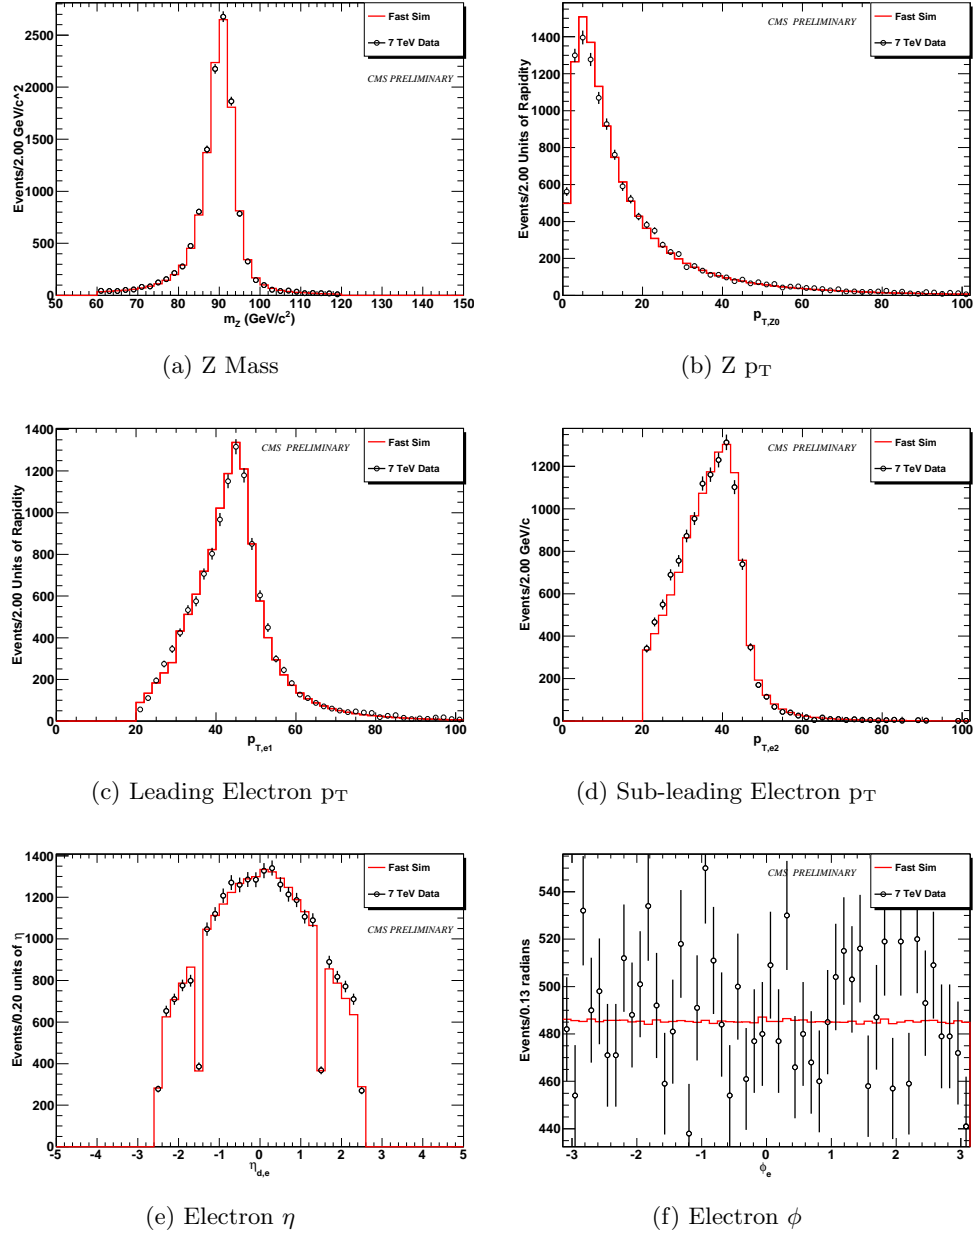 Events/2.00 GeV/c^2
2500
2000
1500
1000
500
0
50 60 70 80 90 100 110 120 130 140 150
m_Z (GeV/c²)
Fast Sim
7 TeV Data
CMS PRELIMINARY
(a) Z Mass
Events/2.00 Units of Rapidity
1400
1200
1000
800
600
400
200
0
0 20 40 60 80 100
p_T,Z0
CMS PRELIMINARY
Fast Sim
7 TeV Data
(b) Z p_T
Events/2.00 Units of Rapidity
1400
1200
1000
800
600
400
200
0
0 20 40 60 80 100
p_T,e1
CMS PRELIMINARY
Fast Sim
7 TeV Data
(c) Leading Electron p_T
Events/2.00 GeV/c
1200
1000
800
600
400
200
0
0 20 40 60 80 100
p_T,e2
CMS PRELIMINARY
Fast Sim
7 TeV Data
(d) Sub-leading Electron p_T
Events/0.20 units of η
1400
1200
1000
800
600
400
200
0
-5 -4 -3 -2 -1 0 1 2 3 4 5
η_d,e
Fast Sim
7 TeV Data
CMS PRELIMINARY
(e) Electron η
Events/0.13 radians
540
520
500
480
460
440
-3 -2 -1 0 1 2 3
ϕ_e
CMS PRELIMINARY
Fast Sim
7 TeV Data
(f) Electron ϕ